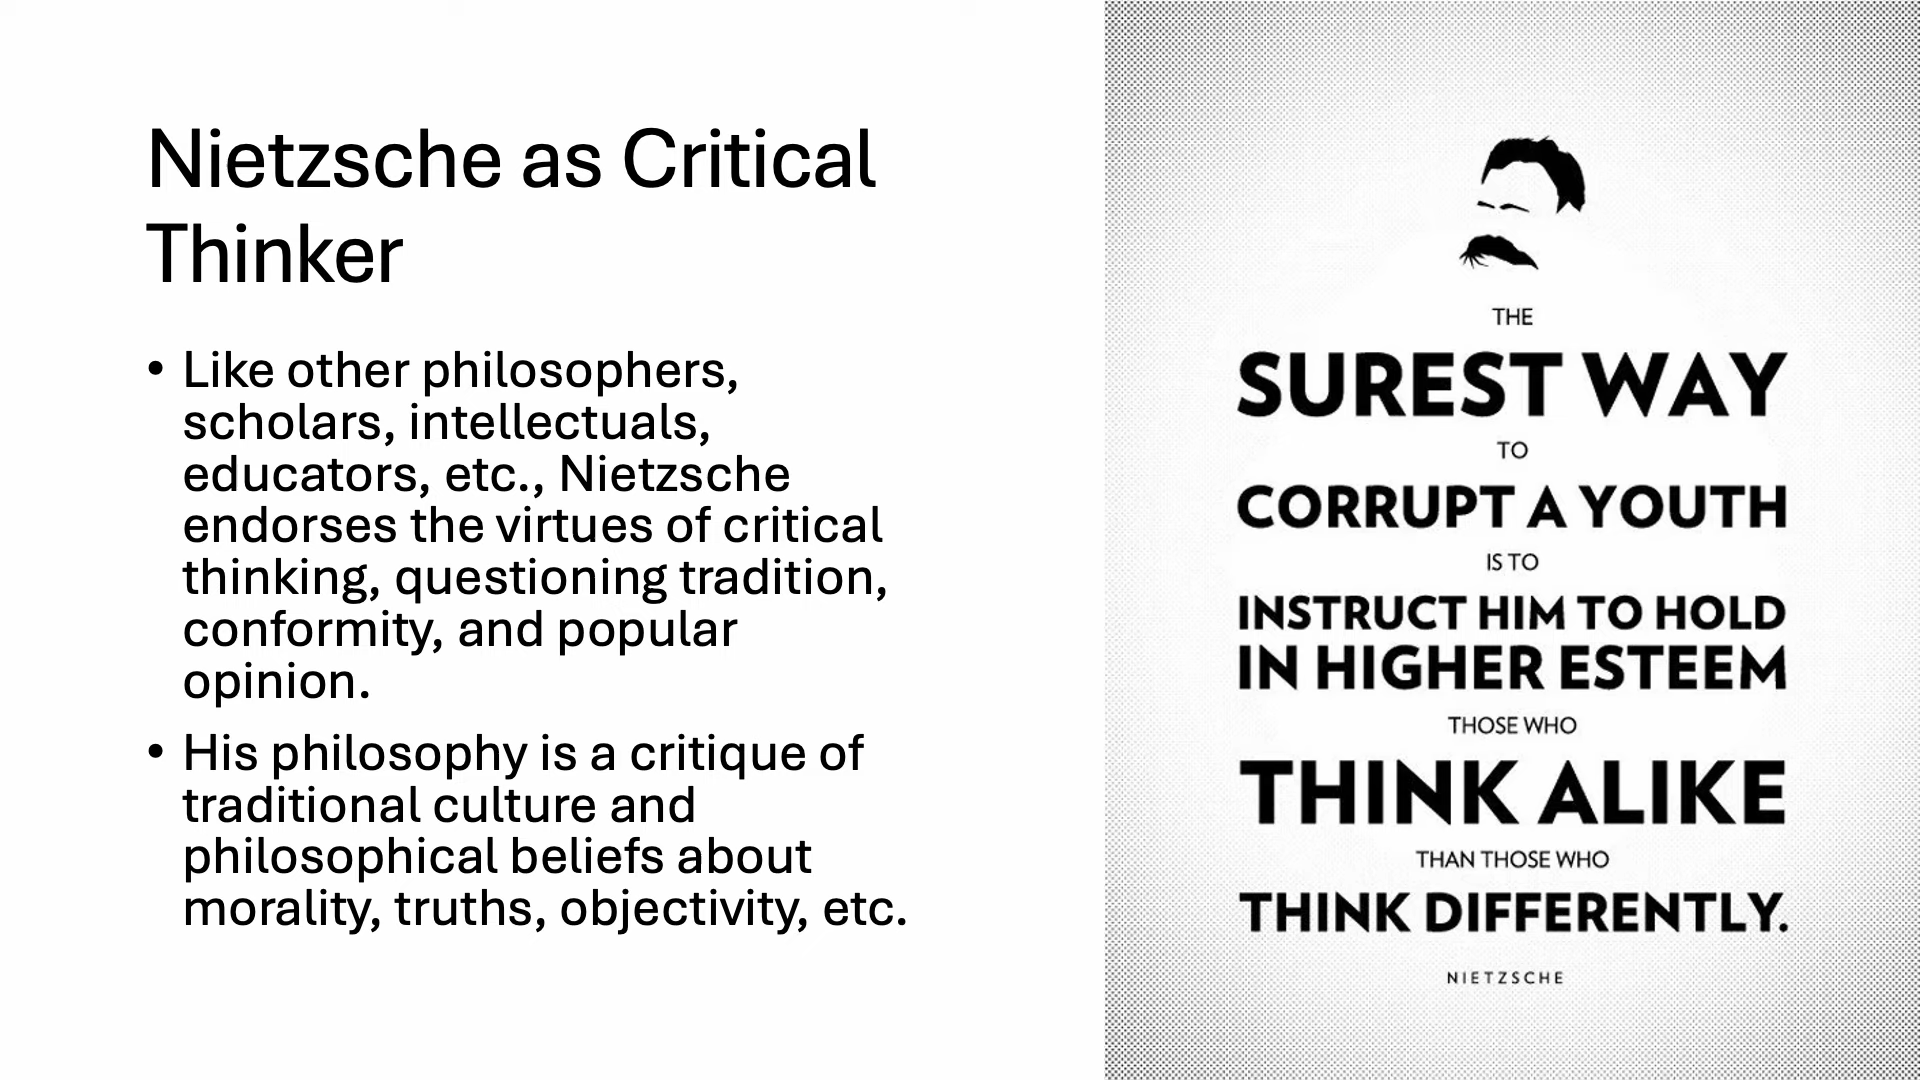 Nietzsche as Critical
Thinker
• Like other philosophers,
scholars, intellectuals,
educators, etc., Nietzsche
endorses the virtues of critical
thinking, questioning tradition,
conformity, and popular
opinion.
• His philosophy is a critique of
traditional culture and
philosophical beliefs about
morality, truths, objectivity, etc.
THE
SUREST WAY
TO
CORRUPT A YOUTH
IS TO
INSTRUCT HIM TO HOLD
IN HIGHER ESTEEM
THOSE WHO
THINK ALIKE
THAN THOSE WHO
THINK DIFFERENTLY.
NIETZSCHE